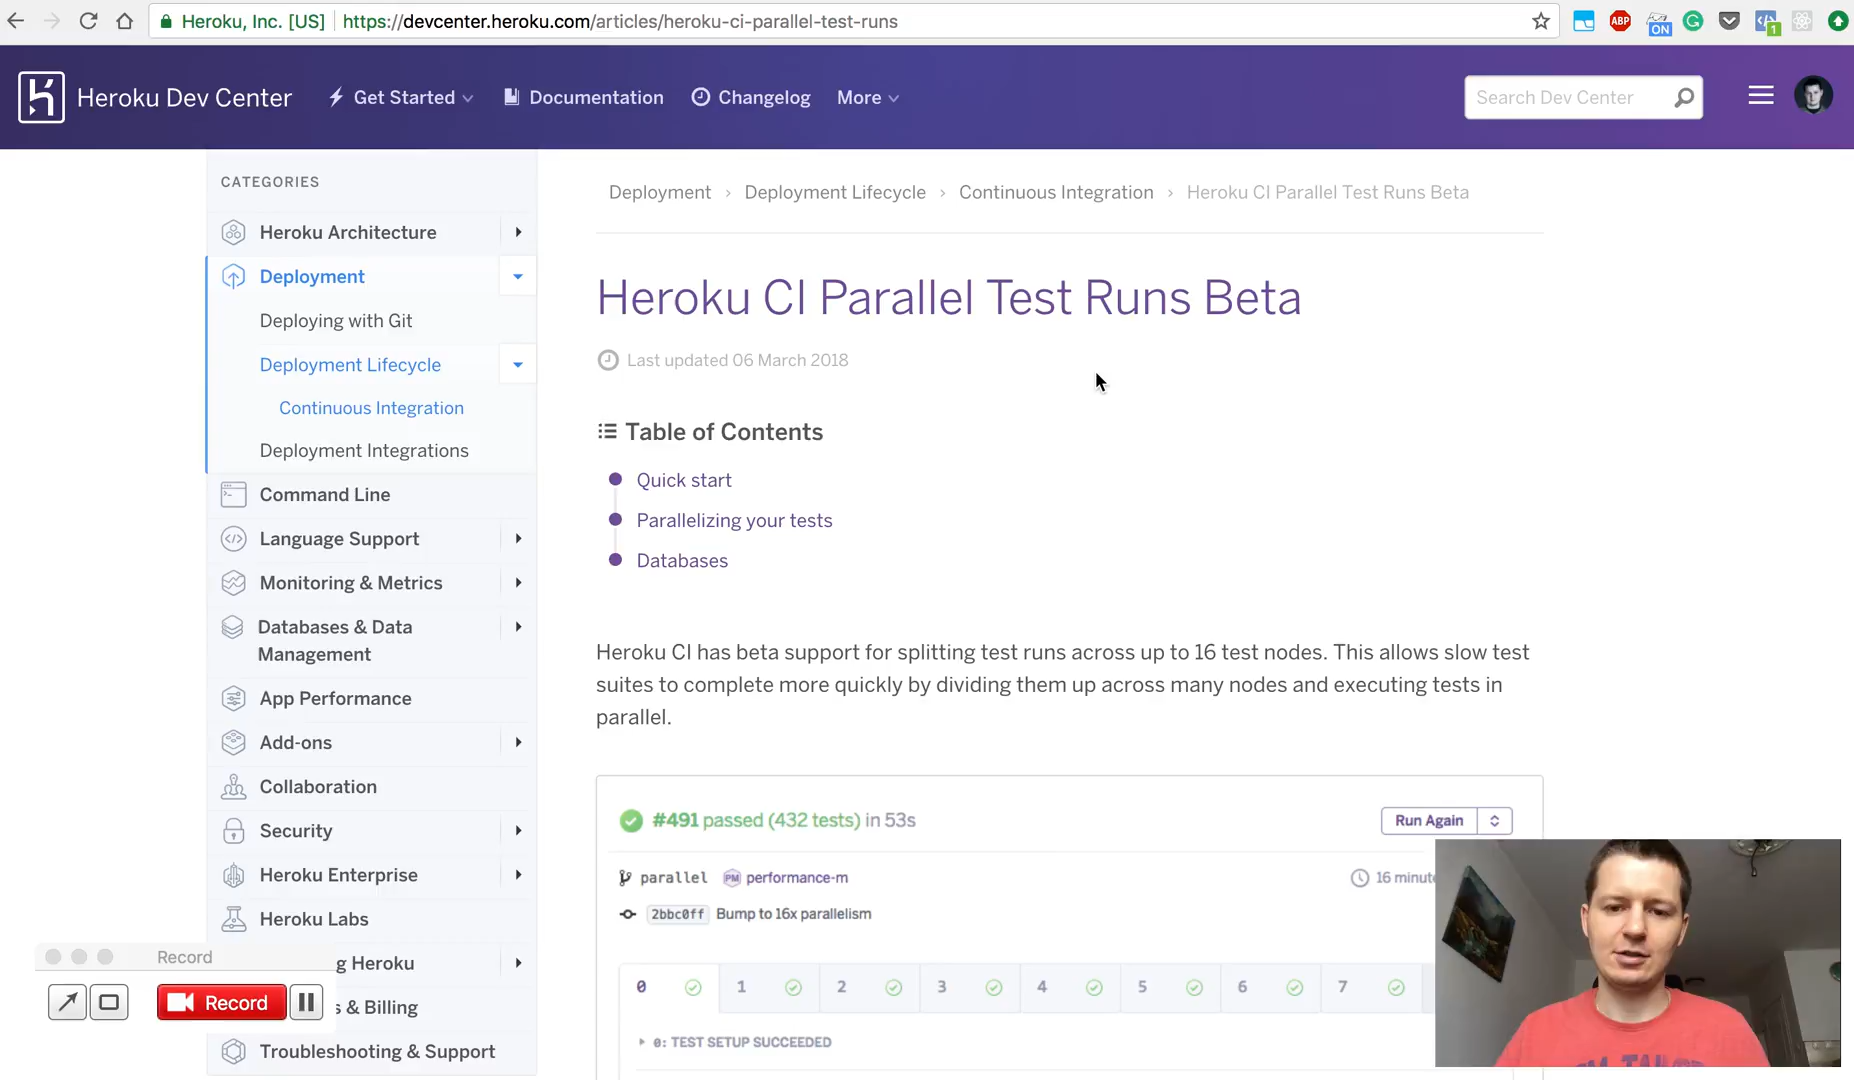 Heroku, Inc. [US]
https://devcenter.heroku.com/articles/heroku-ci-parallel-test-runs
ABP
ON
1
Heroku Dev Center
Get Started
Documentation
Changelog
More
Search Dev Center
CATEGORIES
Heroku Architecture
Deployment
Deploying with Git
Deployment Lifecycle
Continuous Integration
Deployment Integrations
Command Line
Language Support
Monitoring & Metrics
Databases & Data
Management
App Performance
Add-ons
Collaboration
Security
Heroku Enterprise
Heroku Labs
g Heroku
s & Billing
Troubleshooting & Support
Record
Record
Deployment › Deployment Lifecycle › Continuous Integration › Heroku CI Parallel Test Runs Beta
Heroku CI Parallel Test Runs Beta
Last updated 06 March 2018
Table of Contents
Quick start
Parallelizing your tests
Databases
Heroku CI has beta support for splitting test runs across up to 16 test nodes. This allows slow test
suites to complete more quickly by dividing them up across many nodes and executing tests in
parallel.
#491 passed (432 tests) in 53s
Run Again
parallel
PM performance-m
16 minute
2bbc0ff Bump to 16x parallelism
0 1 2 3 4 5 6 7
0: TEST SETUP SUCCEEDED